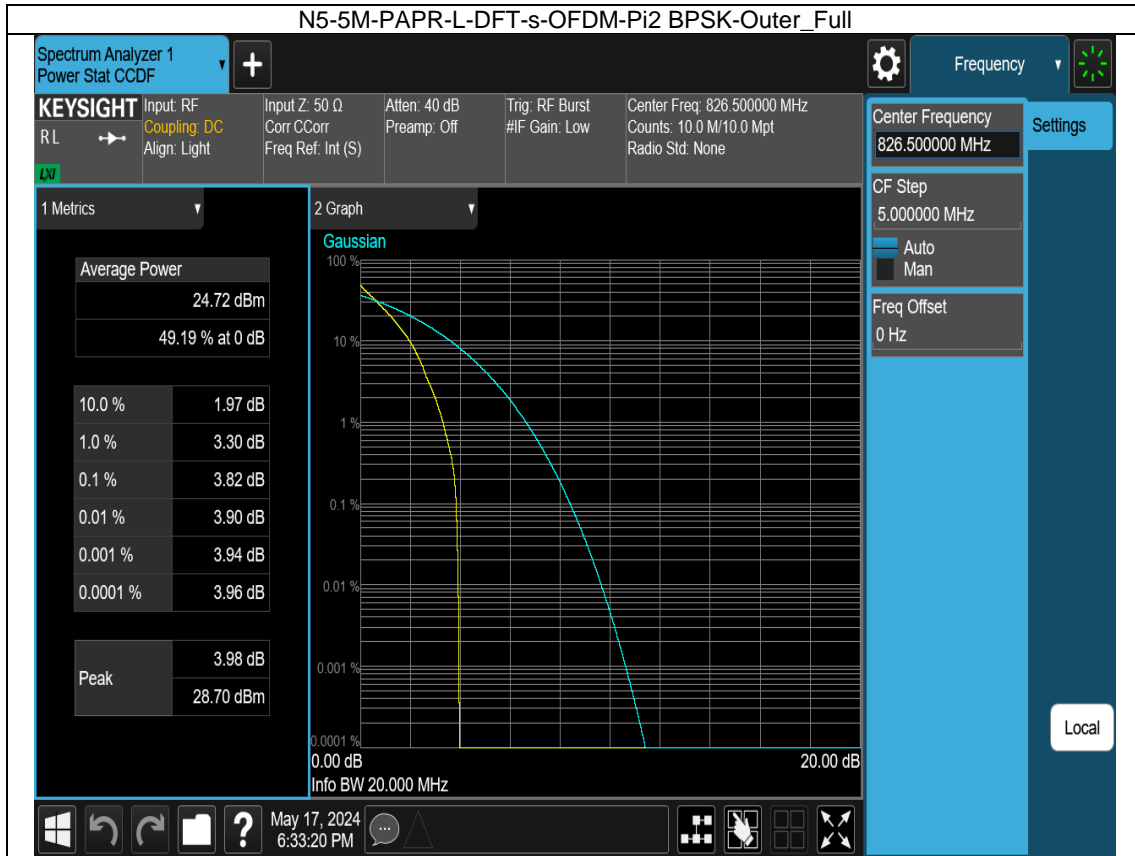 N5-5M-PAPR-L-DFT-s-OFDM-Pi2 BPSK-Outer_Full
Spectrum Analyzer 1
Power Stat CCDF
Frequency
KEYSIGHT
R L
LXI
Input: RF
Coupling: DC
Align: Light
Input Z: 50 Ω
Corr CCorr
Freq Ref: Int (S)
Atten: 40 dB
Preamp: Off
Trig: RF Burst
#IF Gain: Low
Center Freq: 826.500000 MHz
Counts: 10.0 M/10.0 Mpt
Radio Std: None
Center Frequency
826.500000 MHz
Settings
CF Step
5.000000 MHz
Auto
Man
Freq Offset
0 Hz
Local
1 Metrics
Average Power
24.72 dBm
49.19 % at 0 dB
10.0 % 1.97 dB
1.0 % 3.30 dB
0.1 % 3.82 dB
0.01 % 3.90 dB
0.001 % 3.94 dB
0.0001 % 3.96 dB
Peak
3.98 dB
28.70 dBm
2 Graph
Gaussian
100 %
10 %
1 %
0.1 %
0.01 %
0.001 %
0.0001 %
0.00 dB 20.00 dB
Info BW 20.000 MHz
?
May 17, 2024
6:33:20 PM